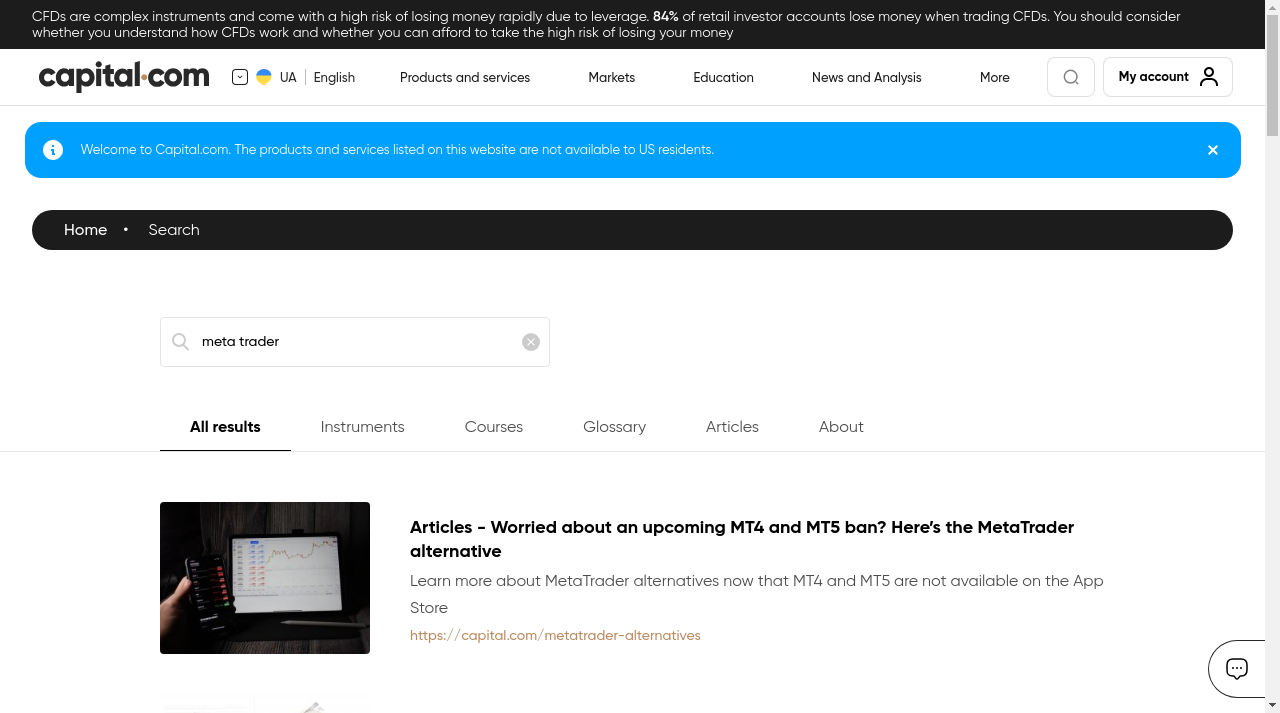 CFDs are complex instruments and come with a high risk of losing money rapidly due to leverage. 84% of retail investor accounts lose money when trading CFDs. You should consider
whether you understand how CFDs work and whether you can afford to take the high risk of losing your money
capital.com
UA English
Products and services
Markets
Education
News and Analysis
More
My account
Welcome to Capital.com. The products and services listed on this website are not available to US residents.
Home • Search
meta trader
All results
Instruments
Courses
Glossary
Articles
About
Articles - Worried about an upcoming MT4 and MT5 ban? Here’s the MetaTrader
alternative
Learn more about MetaTrader alternatives now that MT4 and MT5 are not available on the App
Store
https://capital.com/metatrader-alternatives